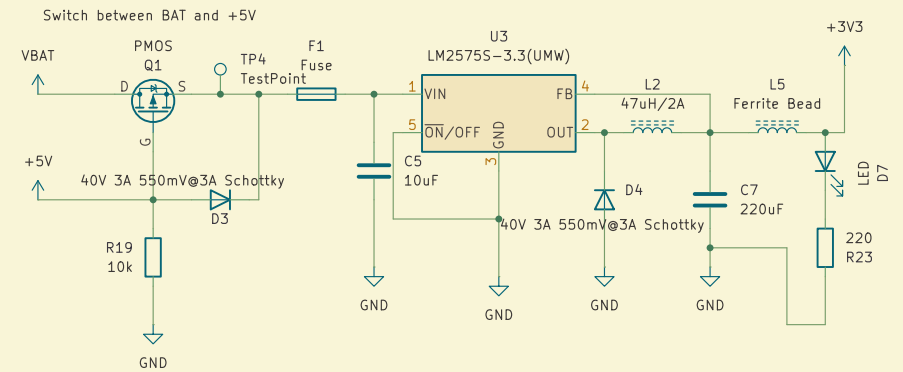 Switch between BAT and +5V
+3V3
VBAT
PMOS
Q1
D
S
G
TP4
TestPoint
F1
Fuse
U3
LM2575S-3.3(UMW)
1
VIN
FB
4
5
ON/OFF
GND
OUT
2
3
L2
47uH/2A
L5
Ferrite Bead
+5V
40V 3A 550mV@3A Schottky
D3
C5
10uF
D4
40V 3A 550mV@3A Schottky
C7
220uF
LED
D7
R19
10k
220
R23
GND
GND
GND
GND
GND